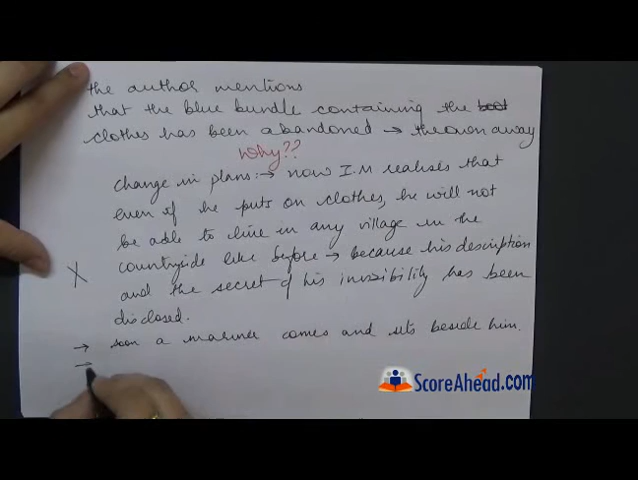 the author mentions
that the blue bundle containing the
clothes has been abandoned → thrown away
Why??
change in plans:→ now I.M realises that
even if he puts on clothes, he will not
be able to live in any village in the
countryside like before → because his description
and the secret of his invisibility has been
disclosed.
→ soon a mariner comes and sits beside him.
→
ScoreAhead.com